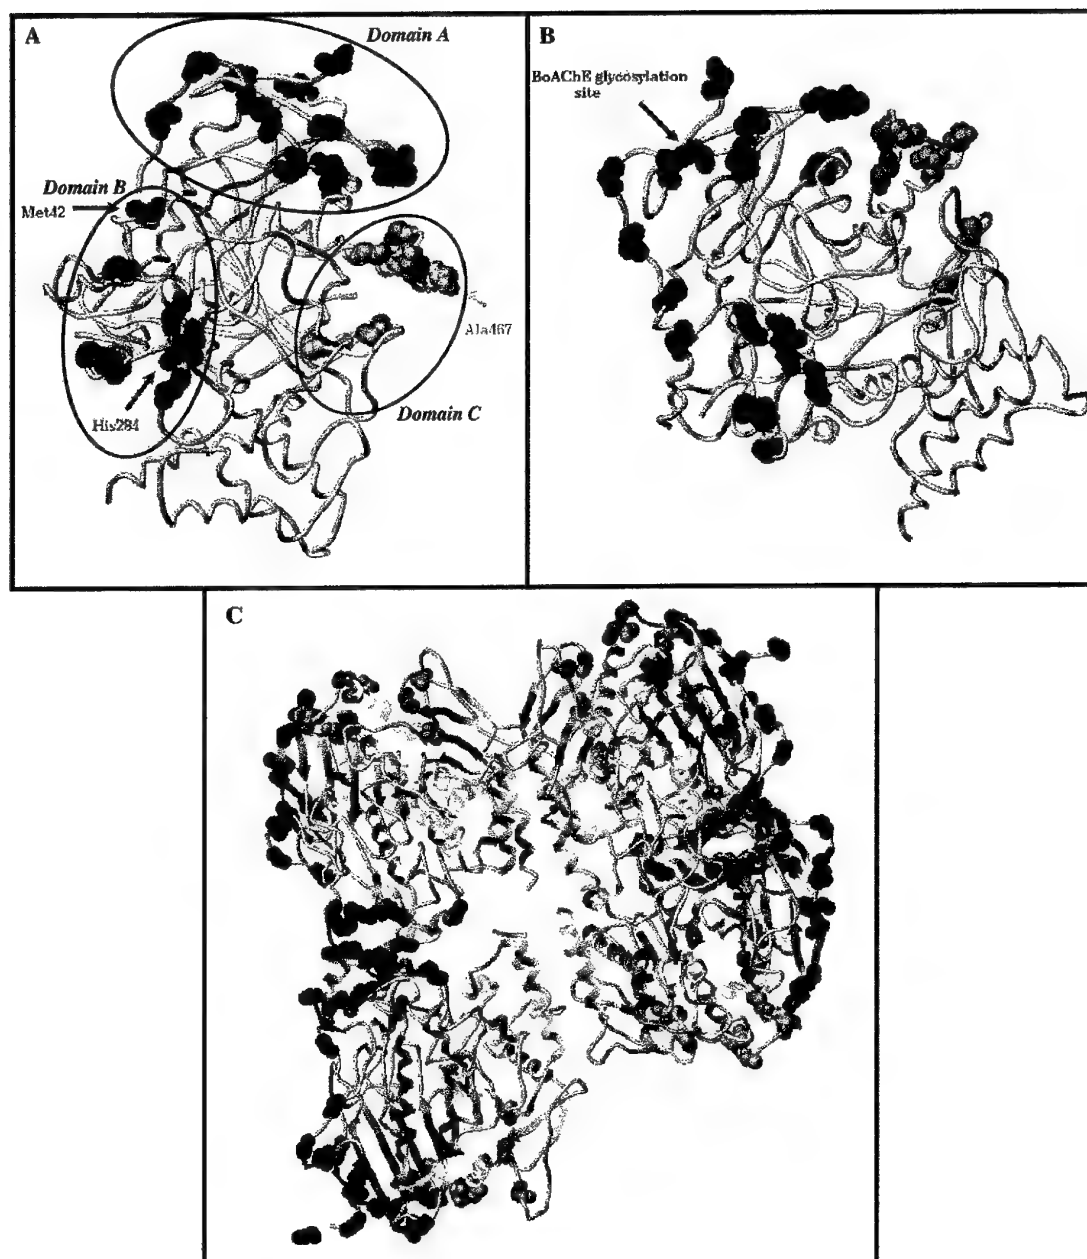 A
Domain A
Domain B
Met42
Ala467
His284
Domain C
B
BoAChE glycosylation
site
C